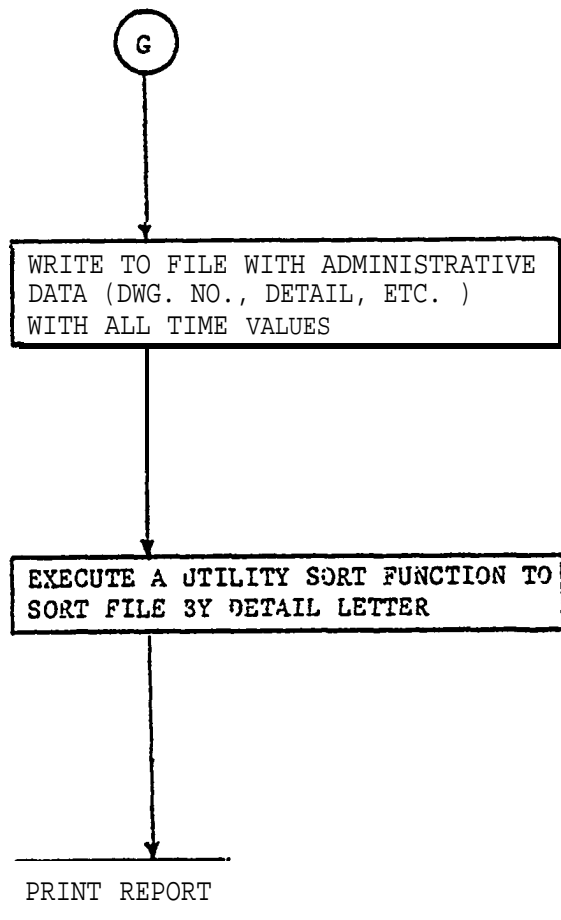 G
WRITE TO FILE WITH ADMINISTRATIVE
DATA (DWG. NO., DETAIL, ETC. )
WITH ALL TIME VALUES
EXECUTE A UTILITY SORT FUNCTION TO
SORT FILE BY DETAIL LETTER
PRINT REPORT